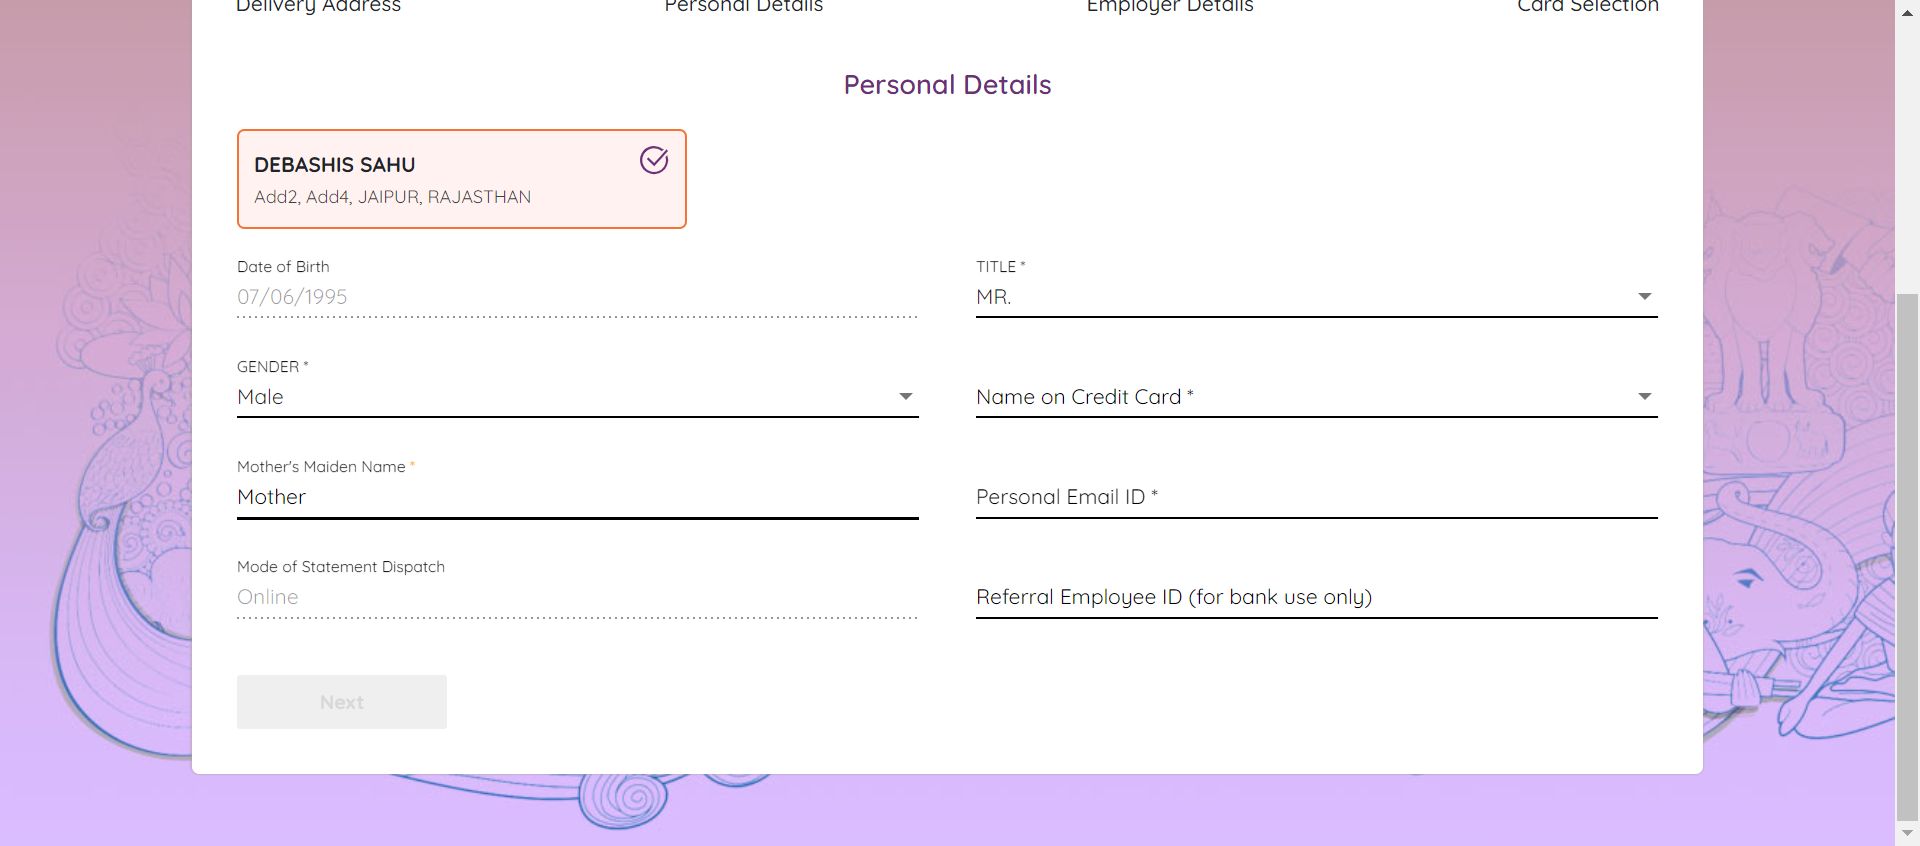 Delivery Address Personal Details Employer Details Card Selection
Personal Details
DEBASHIS SAHU
Add2, Add4, JAIPUR, RAJASTHAN
Date of Birth TITLE *
07/06/1995 MR.
GENDER *
Male Name on Credit Card *
Mother's Maiden Name *
Mother Personal Email ID *
Mode of Statement Dispatch
Online Referral Employee ID (for bank use only)
Next